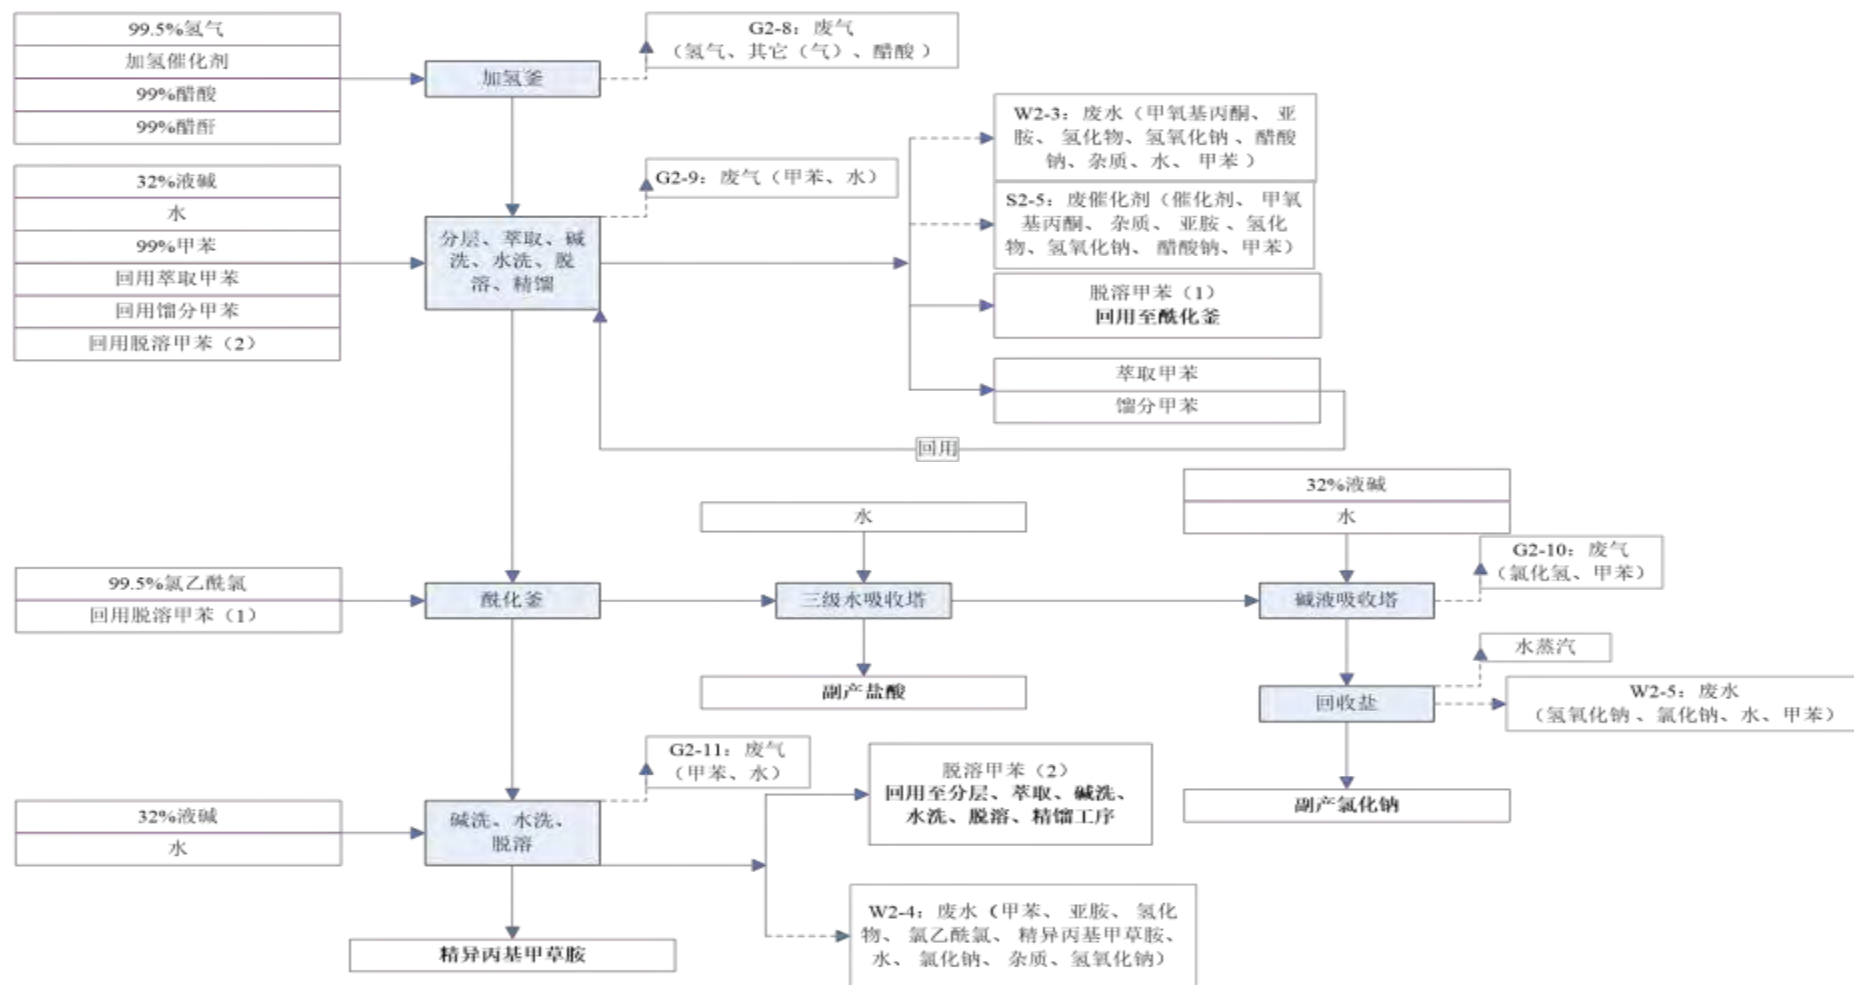 99.5%氢气
加氢催化剂
99%醋酸
99%醋酐
加氢釜
G2-8：废气
（氢气、其它（气）、醋酸）
32%液碱
水
99%甲苯
回用萃取甲苯
回用馏分甲苯
回用脱溶甲苯（2）
分层、萃取、碱
洗、水洗、脱
溶、精馏
G2-9：废气（甲苯、水）
W2-3：废水（甲氧基丙酮、亚
胺、氢化物、氢氧化钠、醋酸
钠、杂质、水、甲苯）
S2-5：废催化剂（催化剂、甲氧
基丙酮、杂质、亚胺、氢化
物、氢氧化钠、醋酸钠、甲苯）
脱溶甲苯（1）
回用至酰化釜
萃取甲苯
馏分甲苯
回用
99.5%氯乙酰氯
回用脱溶甲苯（1）
酰化釜
水
三级水吸收塔
副产盐酸
32%液碱
水
碱液吸收塔
G2-10：废气
（氯化氢、甲苯）
水蒸汽
回收盐
W2-5：废水
（氢氧化钠、氯化钠、水、甲苯）
副产氯化钠
32%液碱
水
碱洗、水洗、
脱溶
G2-11：废气
（甲苯、水）
脱溶甲苯（2）
回用至分层、萃取、碱洗、
水洗、脱溶、精馏工序
W2-4：废水（甲苯、亚胺、氢化
物、氯乙酰氯、精异丙基甲草胺、
水、氯化钠、杂质、氢氧化钠）
精异丙基甲草胺